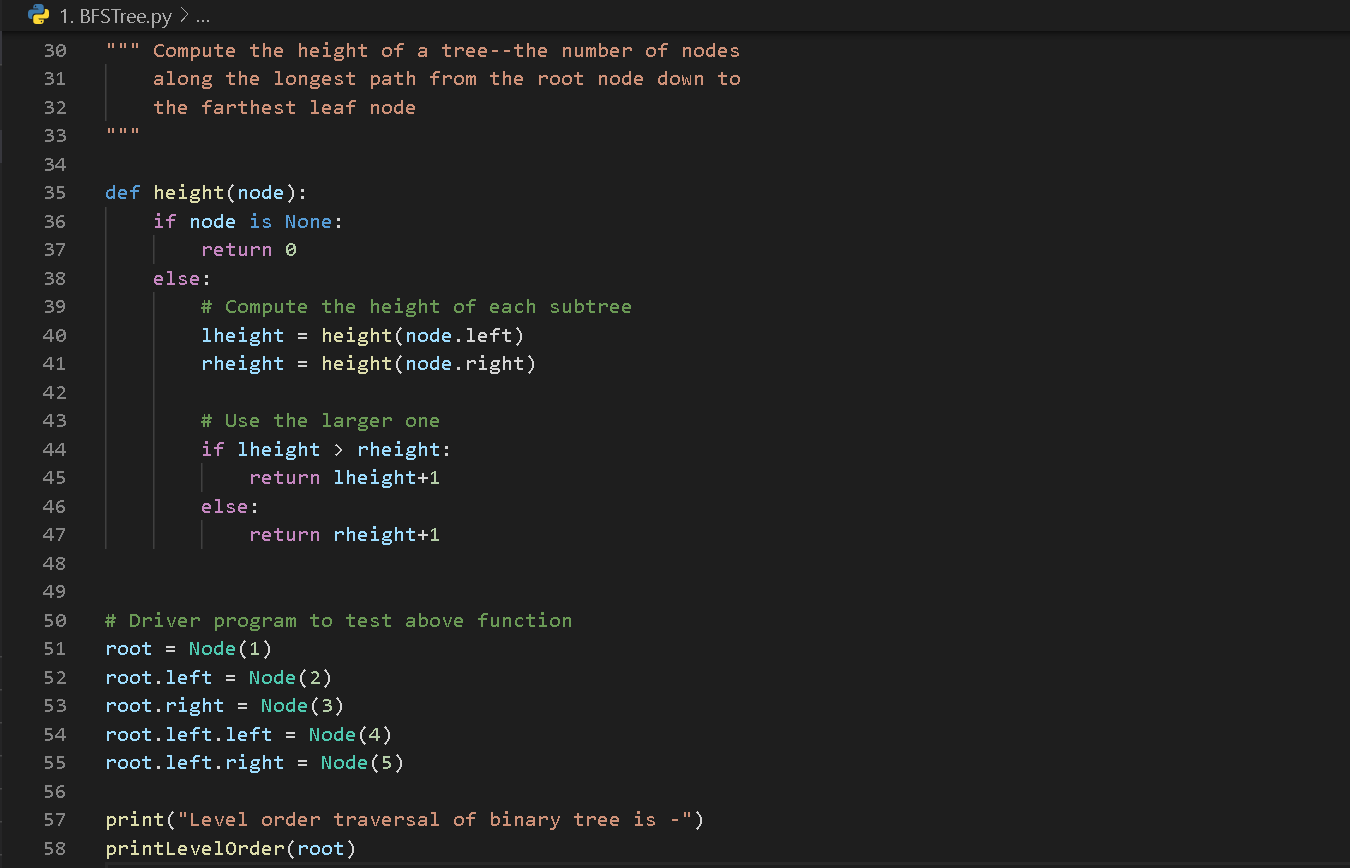 1. BFSTree.py > ...
30 """ Compute the height of a tree--the number of nodes
31     along the longest path from the root node down to
32     the farthest leaf node
33 """
34
35 def height(node):
36     if node is None:
37         return 0
38     else:
39         # Compute the height of each subtree
40         lheight = height(node.left)
41         rheight = height(node.right)
42
43         # Use the larger one
44         if lheight > rheight:
45             return lheight+1
46         else:
47             return rheight+1
48
49
50 # Driver program to test above function
51 root = Node(1)
52 root.left = Node(2)
53 root.right = Node(3)
54 root.left.left = Node(4)
55 root.left.right = Node(5)
56
57 print("Level order traversal of binary tree is -")
58 printLevelOrder(root)